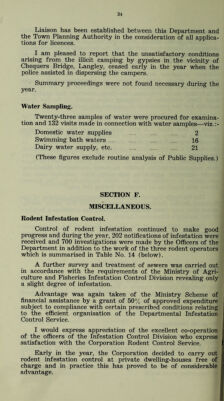 34
Liaison has been established between this Department and
the Town Planning Authority in the consideration of all applica-
tions for licences.
I am pleased to report that the unsatisfactory conditions
arising from the illicit camping by gypsies in the vicinity of
Chequers Bridge, Langley, ceased early in the year when the
police assisted in dispersing the campers.
Summary proceedings were not found necessary during the
year.
Water Sampling.
Twenty-three samples of water were procured for examina-
tion and 132 visits made in connection with water samples—viz.:-
Domestic water supplies 2
Swimming bath waters 16
Dairy water supply, etc. 21
(These figures exclude routine analysis of Public Supplies.)
SECTION F.
MISCELLANEOUS.
Rodent Infestation Control.
Control of rodent infestation continued to make good
progress and during the year, 202 notifications of infestation were
received and 700 investigations were made by the Officers of the
Department in addition to the work of the three rodent operators
which is summarised in Table No. 14 (below).
A further survey and treatment of sewers was carried out
in accordance with the requirements of the Ministry of Agri-
culture and Fisheries Infestation Control Division revealing only
a slight degree of infestation.
Advantage was again taken of the Ministry Scheme of
financial assistance by a grant of 50% of approved expenditure
subject to compliance with certain prescribed conditions relating
to the efficient organisation of the Departmental Infestation
Control Service.
I would express appreciation of the excellent co-operation
of the officers of the Infestation Control Division who express
satisfaction with the Corporation Rodent Control Service.
Early in the year, the Corporation decided to carry out
rodent infestation control at private dwelling-houses free of
charge and in practice this has proved to be of considerable
advantage.